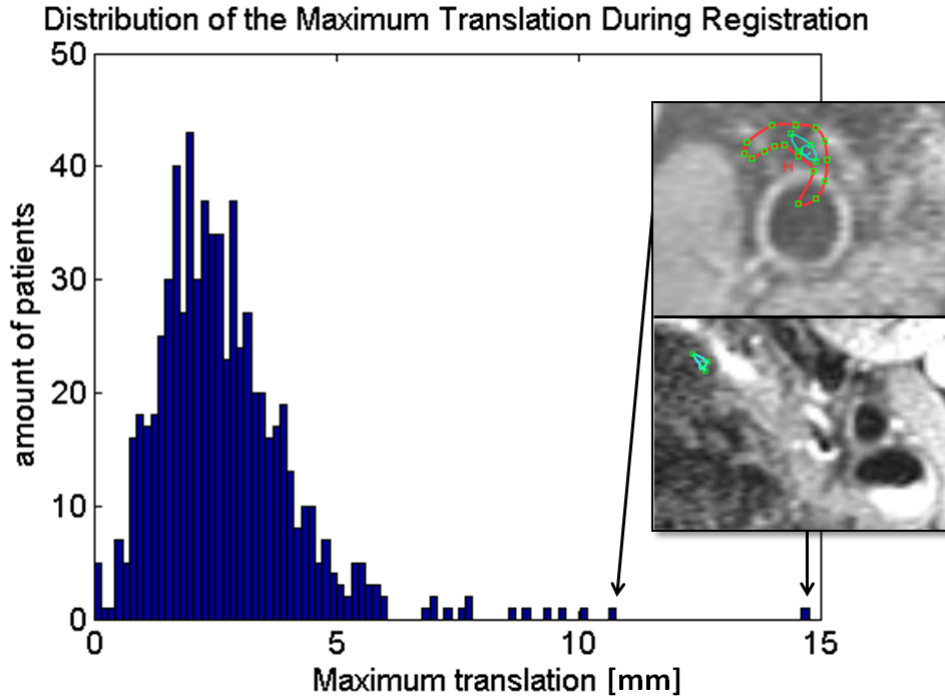 Distribution of the Maximum Translation During Registration
50
40
30
20
10
0
amount of patients
0 5 10 15
Maximum translation [mm]
C
H